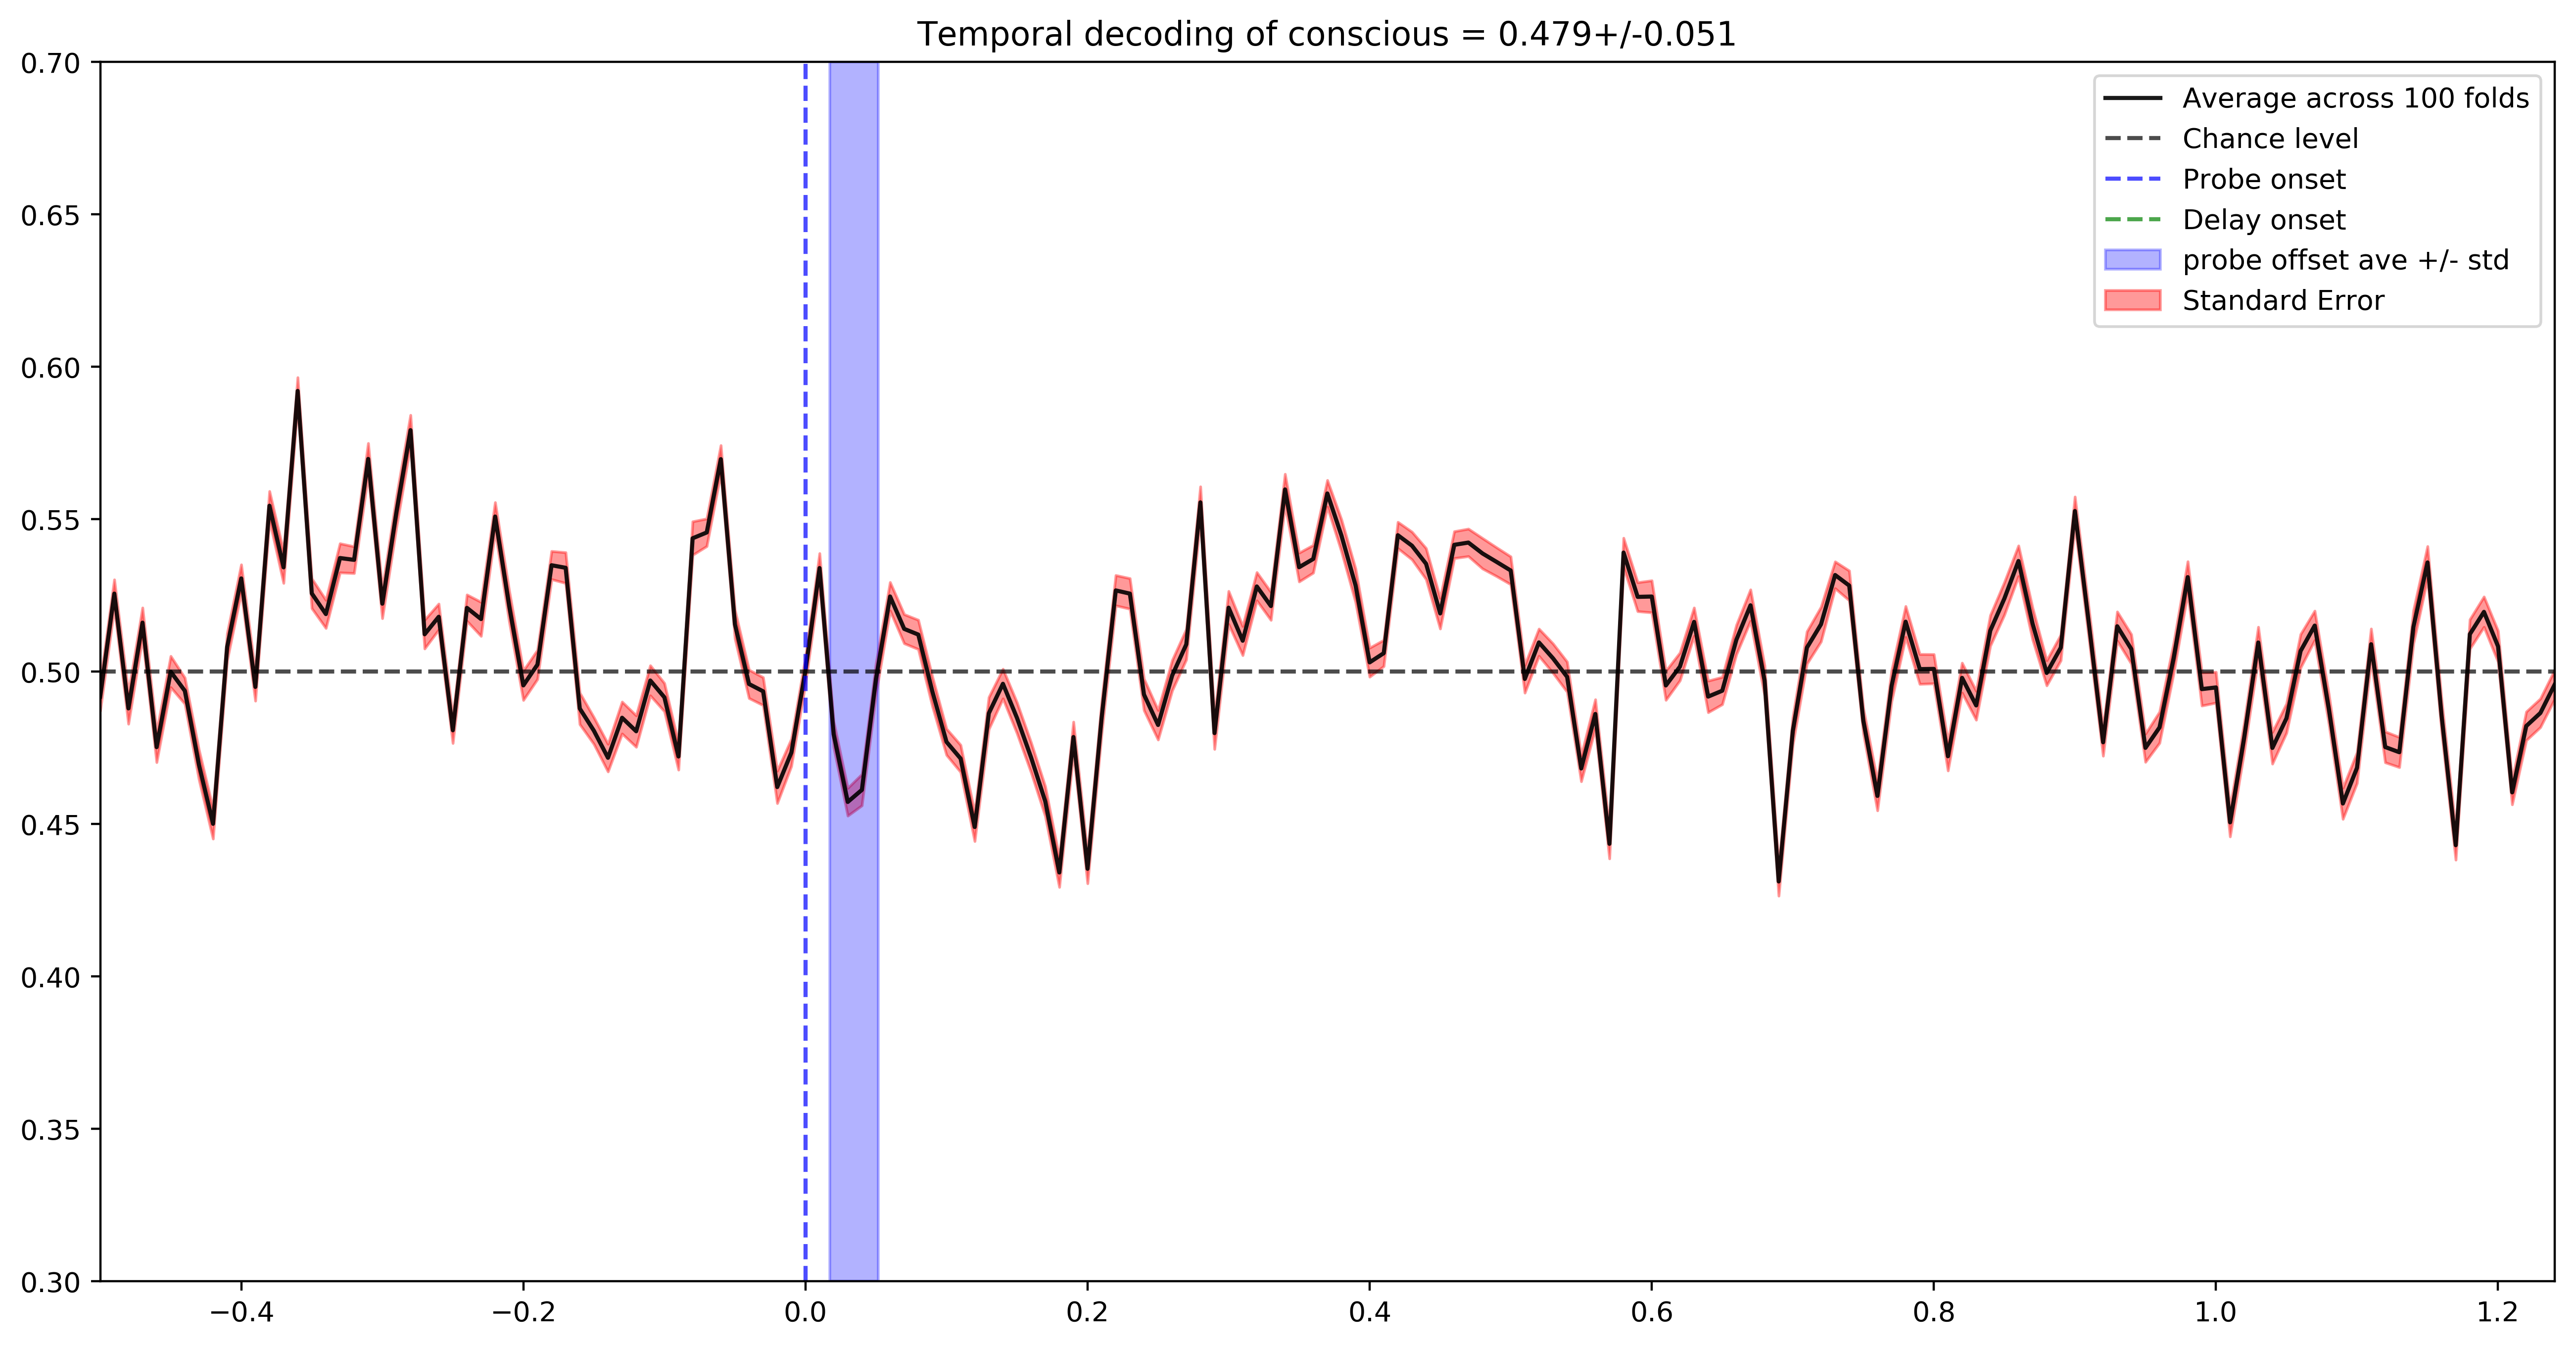 Temporal decoding of conscious = 0.479+/-0.051
0.70
0.65
0.60
0.55
0.50
0.45
0.40
0.35
0.30
Average across 100 folds
Chance level
Probe onset
Delay onset
probe offset ave +/- std
Standard Error
−0.4 −0.2 0.0 0.2 0.4 0.6 0.8 1.0 1.2